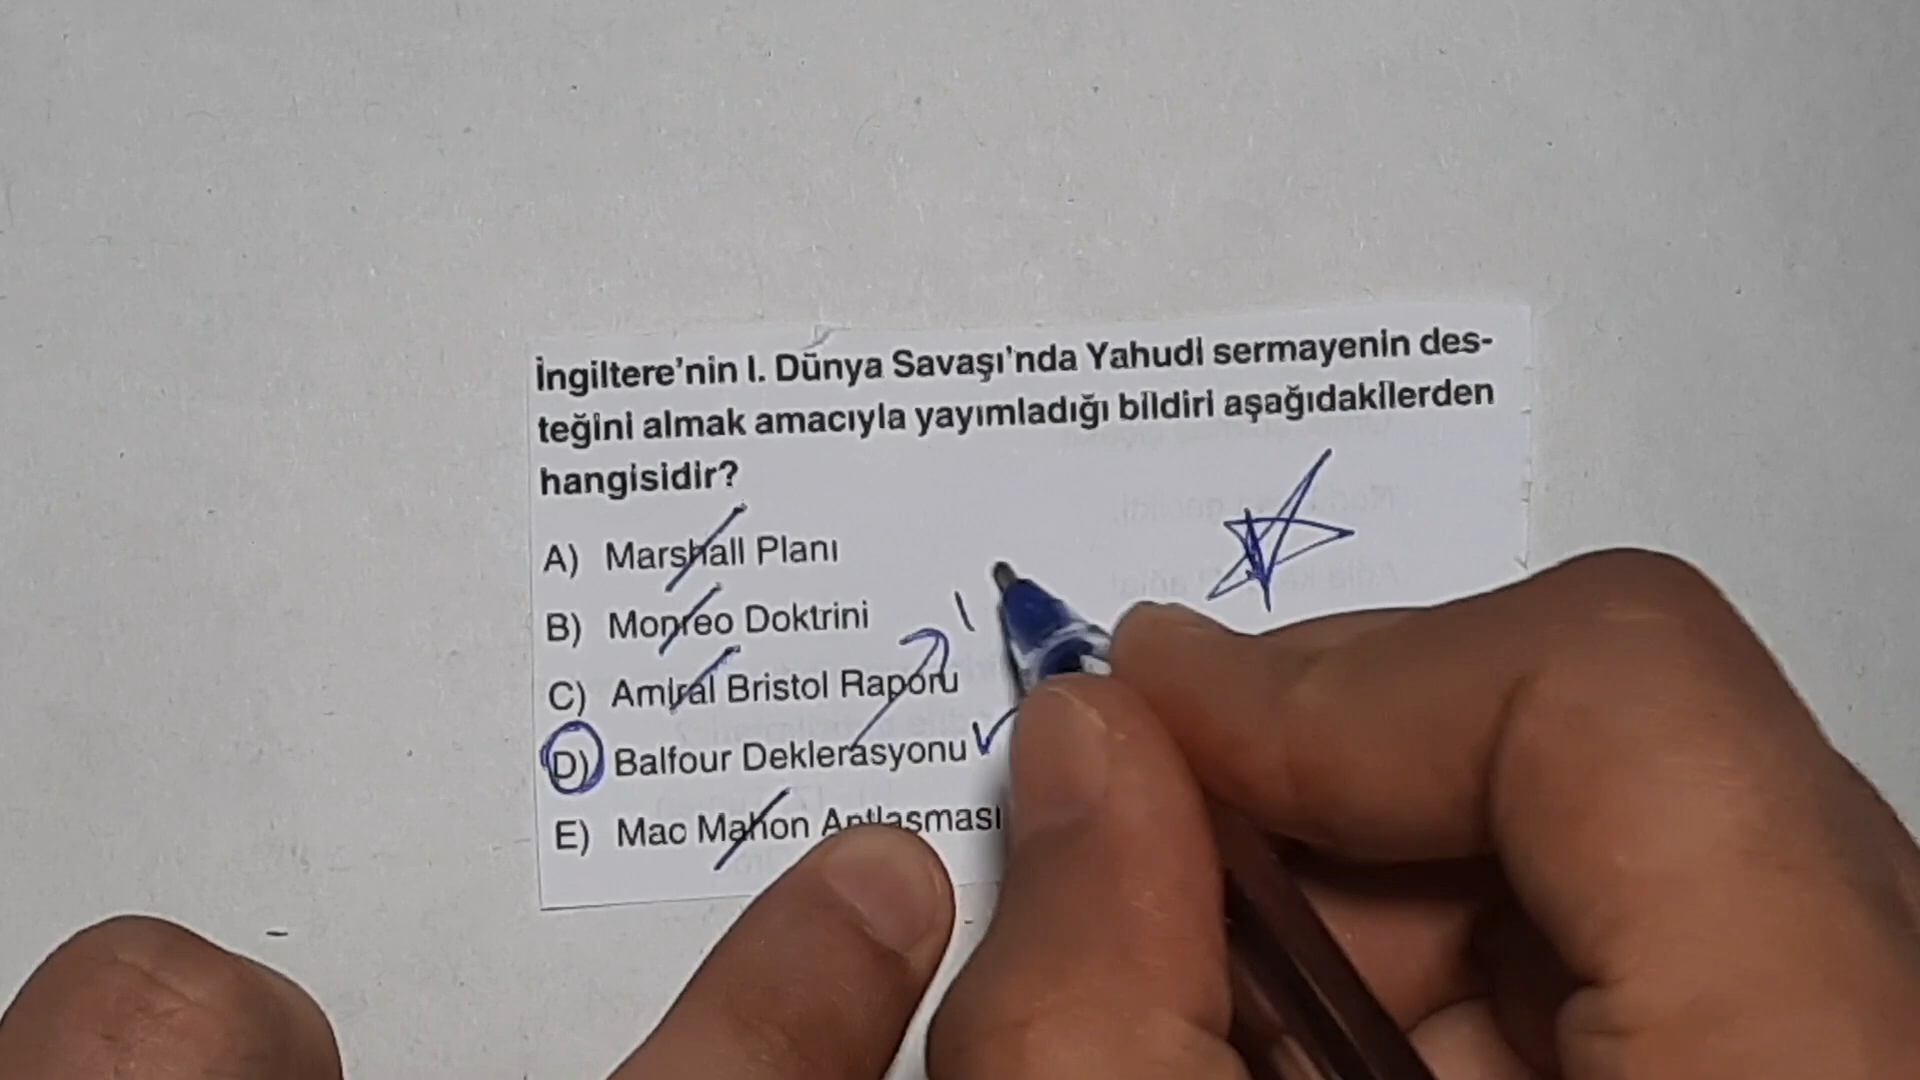 İngiltere'nin I. Dünya Savaşı'nda Yahudi sermayenin des-
teğini almak amacıyla yayımladığı bildiri aşağıdakilerden
hangisidir?
A) Marshall Planı
B) Monreo Doktrini
C) Amiral Bristol Raporu
D) Balfour Deklerasyonu
E) Mac Mahon Antlaşması